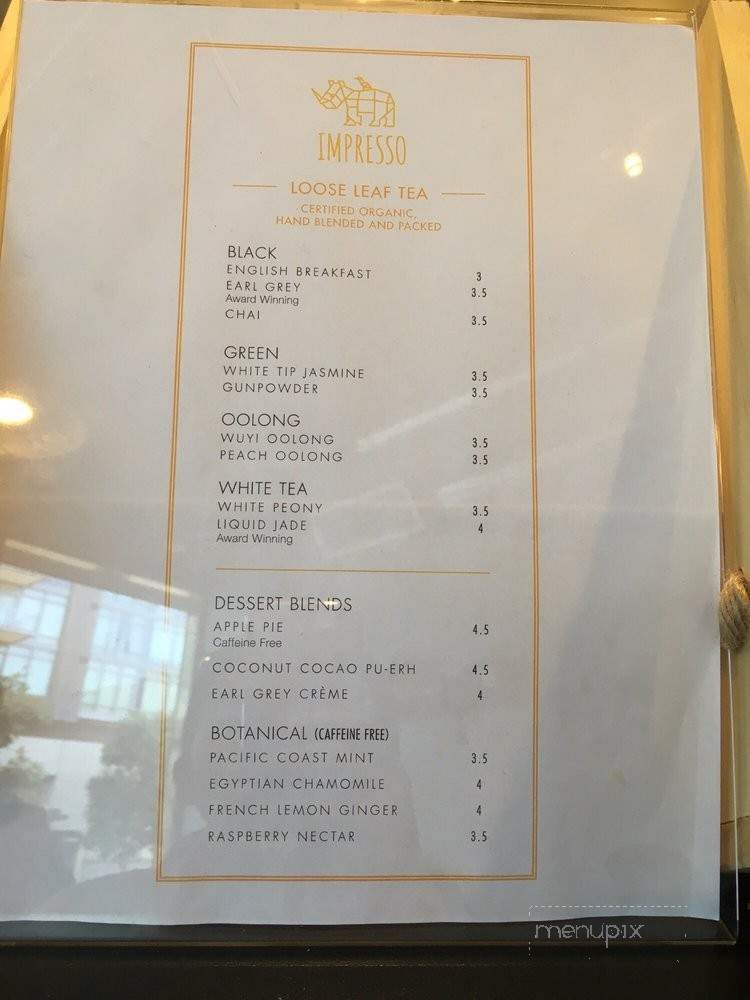 IMPRESSO
LOOSE LEAF TEA
CERTIFIED ORGANIC,
HAND BLENDED AND PACKED
BLACK
ENGLISH BREAKFAST 3
EARL GREY 3.5
Award Winning
CHAI 3.5
GREEN
WHITE TIP JASMINE 3.5
GUNPOWDER 3.5
OOLONG
WUYI OOLONG 3.5
PEACH OOLONG 3.5
WHITE TEA
WHITE PEONY 3.5
LIQUID JADE 4
Award Winning
DESSERT BLENDS
APPLE PIE 4.5
Caffeine Free
COCONUT COCAO PU-ERH 4.5
EARL GREY CRÈME 4
BOTANICAL (CAFFEINE FREE)
PACIFIC COAST MINT 3.5
EGYPTIAN CHAMOMILE 4
FRENCH LEMON GINGER 4
RASPBERRY NECTAR 3.5
menupix